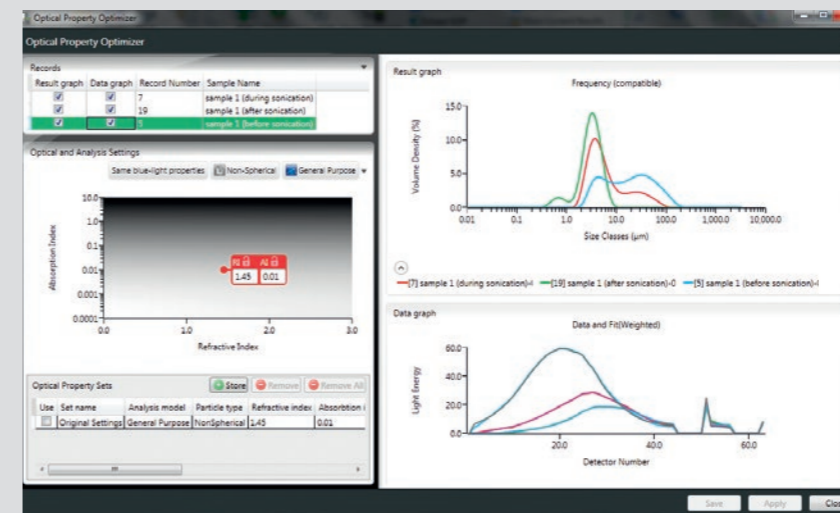 Optical Property Optimizer
Optical Property Optimizer
Records
Result graph Data graph Record Number Sample Name
7 sample 1 (during sonication)
19 sample 1 (after sonication)
5 sample 1 (before sonication)
Optical and Analysis Settings
Same blue-light properties Non-Spherical General Purpose
Absorption Index
10.0
1.0
0.1
0.01
0.001
0.0001
RI AI
1.45 0.01
0.0 1.0 2.0 3.0
Refractive Index
Optical Property Sets Store Remove Remove All
Use Set name Analysis model Particle type Refractive index Absorbtion i
Original Settings General Purpose NonSpherical 1.45 0.01
Result graph
Frequency (compatible)
Volume Density (%)
15.0
10.0
5.0
0.0
0.01 0.1 1.0 10.0 100.0 1,000.0 10,000.0
Size Classes (µm)
[7] sample 1 (during sonication)-( [19] sample 1 (after sonication)-0 [5] sample 1 (before sonication)-(
Data graph
Data and Fit(Weighted)
Light Energy
60.0
40.0
20.0
0.0
20.0 40.0 60.0
Detector Number
Save Apply Clos